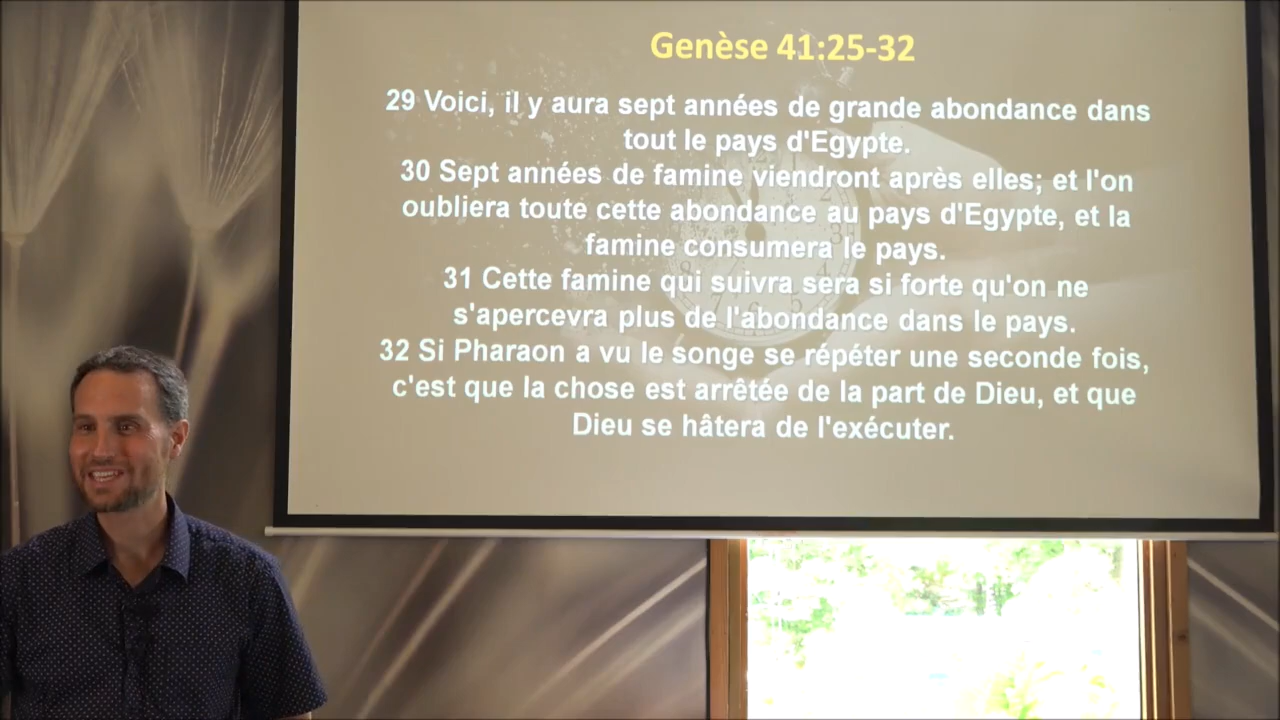 Genèse 41:25-32
29 Voici, il y aura sept années de grande abondance dans
tout le pays d'Egypte.
30 Sept années de famine viendront après elles; et l'on
oubliera toute cette abondance au pays d'Egypte, et la
famine consumera le pays.
31 Cette famine qui suivra sera si forte qu'on ne
s'apercevra plus de l'abondance dans le pays.
32 Si Pharaon a vu le songe se répéter une seconde fois,
c'est que la chose est arrêtée de la part de Dieu, et que
Dieu se hâtera de l'exécuter.